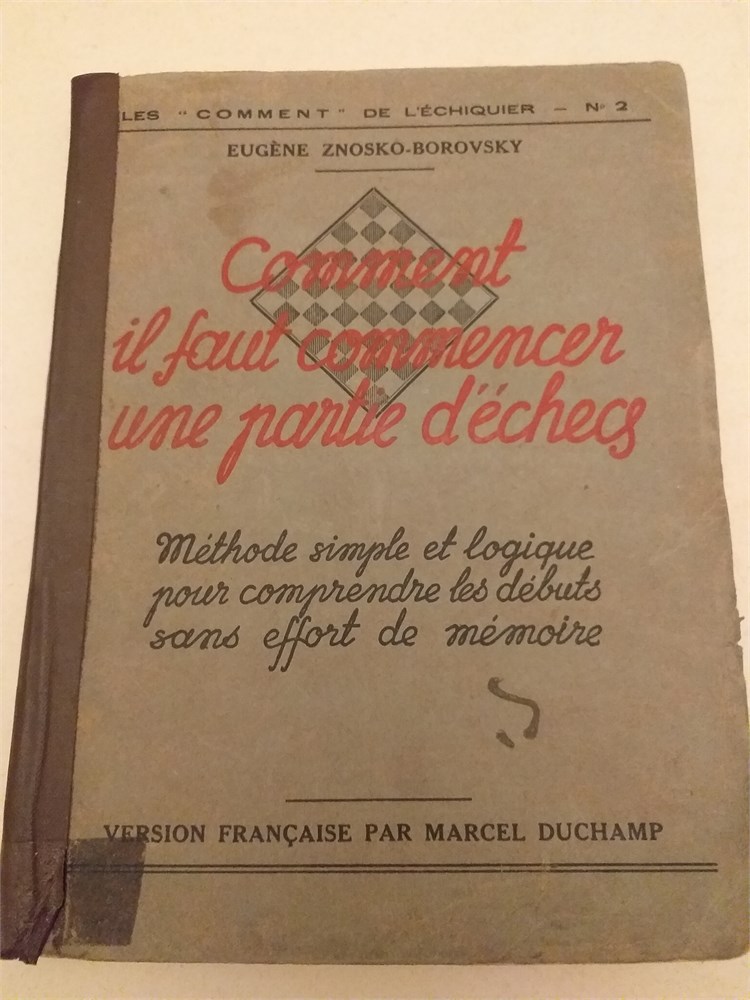 LES "COMMENT" DE L'ÉCHIQUIER — Nº 2
EUGÈNE ZNOSKO-BOROVSKY
Comment
il faut commencer
une partie d'échecs
Méthode simple et logique
pour comprendre les débuts
sans effort de mémoire
VERSION FRANÇAISE PAR MARCEL DUCHAMP